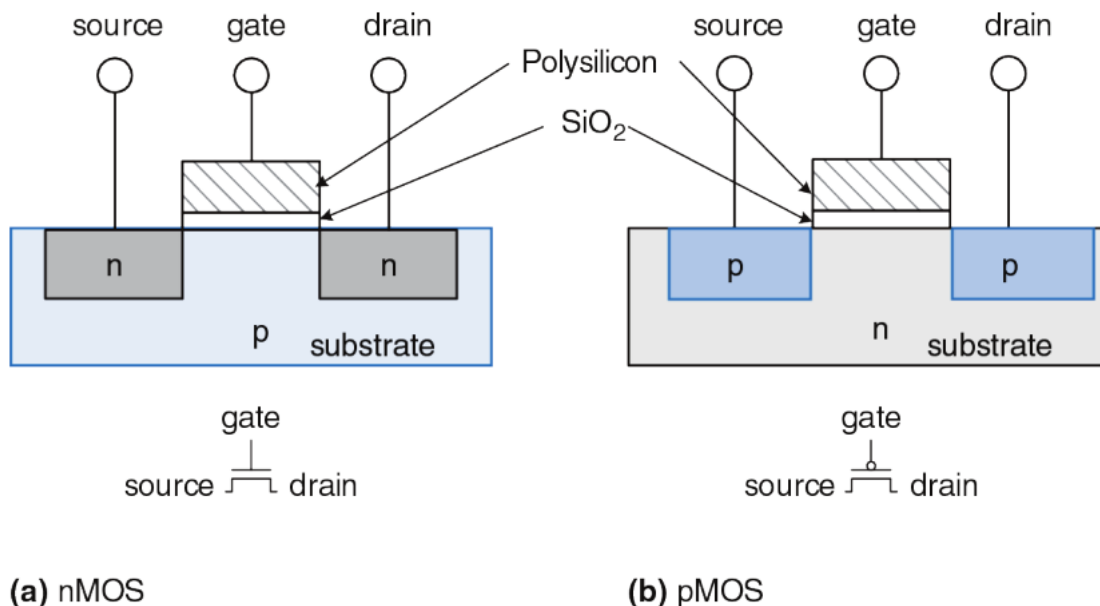 source gate drain
source gate drain
Polysilicon
SiO2
n
n
p
substrate
p
p
n
substrate
gate
source drain
gate
source drain
(a) nMOS
(b) pMOS